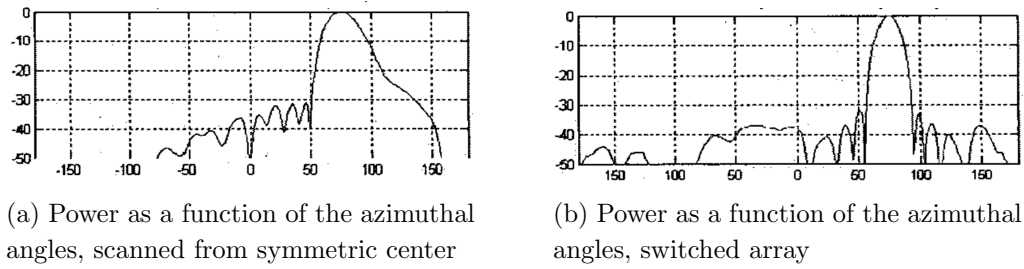 0
-10
-20
-30
-40
-50
-150 -100 -50 0 50 100 150
0
-10
-20
-30
-40
-50
150 100 50 0 50 100 150
(a) Power as a function of the azimuthal
angles, scanned from symmetric center
(b) Power as a function of the azimuthal
angles, switched array